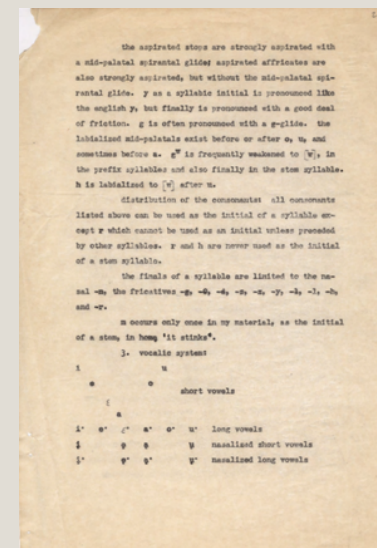 the aspirated stops are strongly aspirated with
a mid-palatal spirantal glide; aspirated affricates are
also strongly aspirated, but without the mid-palatal spi-
rantal glide. y as a syllabic initial is pronounced like
the english y, but finally is pronounced with a good deal
of friction. g is often pronounced with a g-glide. the
labialized mid-palatals exist before or after o, u, and
sometimes before a. gʷ is frequently weakened to [w], in
the prefix syllables and also finally in the stem syllable.
h is labialized to [w] after u.
distribution of the consonants: all consonants
listed above can be used as the initial of a syllable ex-
cept r which cannot be used as an initial unless preceded
by other syllables. r and h are never used as the initial
of a stem syllable.
the finals of a syllable are limited to the na-
sal -n, the fricatives -s, -z, -y, -l, -h,
and -r.
m occurs only once in my material, as the initial
of a stem, in 'it stinks'.
3. vocalic system:
i u
e o
short vowels
ɛ
a
i· e· ɛ· a· o· u· long vowels
į ę ą ų nasalized short vowels
į· ę· ą· ų· nasalized long vowels